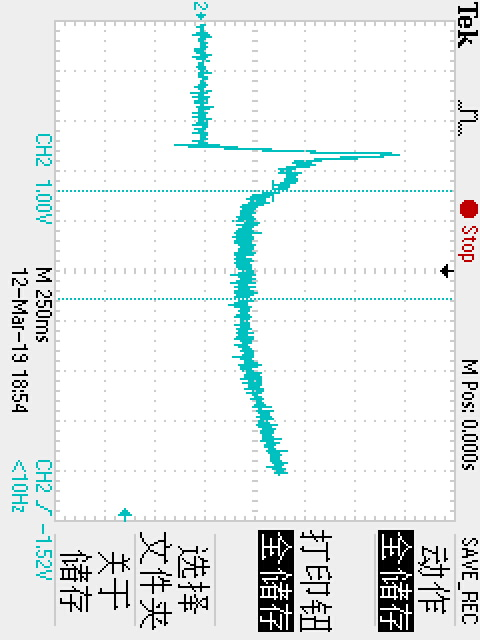 Tek Stop M Pos: 0.000s SAVE_REC
动作
全储存
打印钮
全储存
选择
文件夹
关于
储存
2
CH2 1.00V M 250ms CH2 / -1.52V
12-Mar-19 18:54 <10Hz